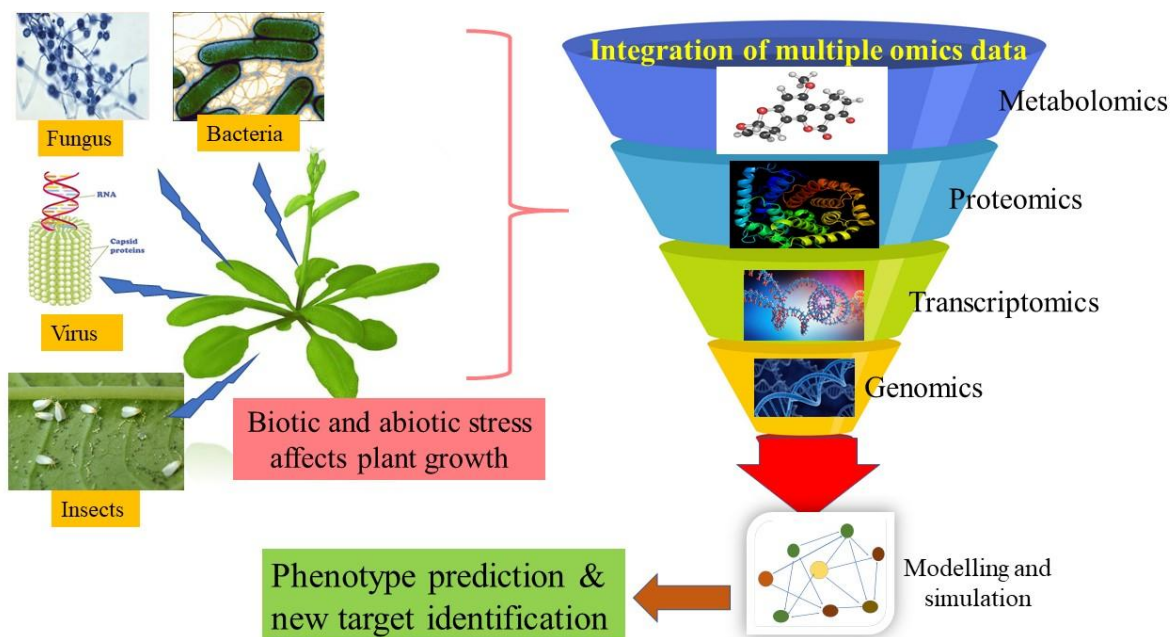 Fungus
Bacteria
RNA
Capsid
proteins
Virus
Insects
Biotic and abiotic stress
affects plant growth
Integration of multiple omics data
Metabolomics
Proteomics
Transcriptomics
Genomics
Modelling and
simulation
Phenotype prediction &
new target identification